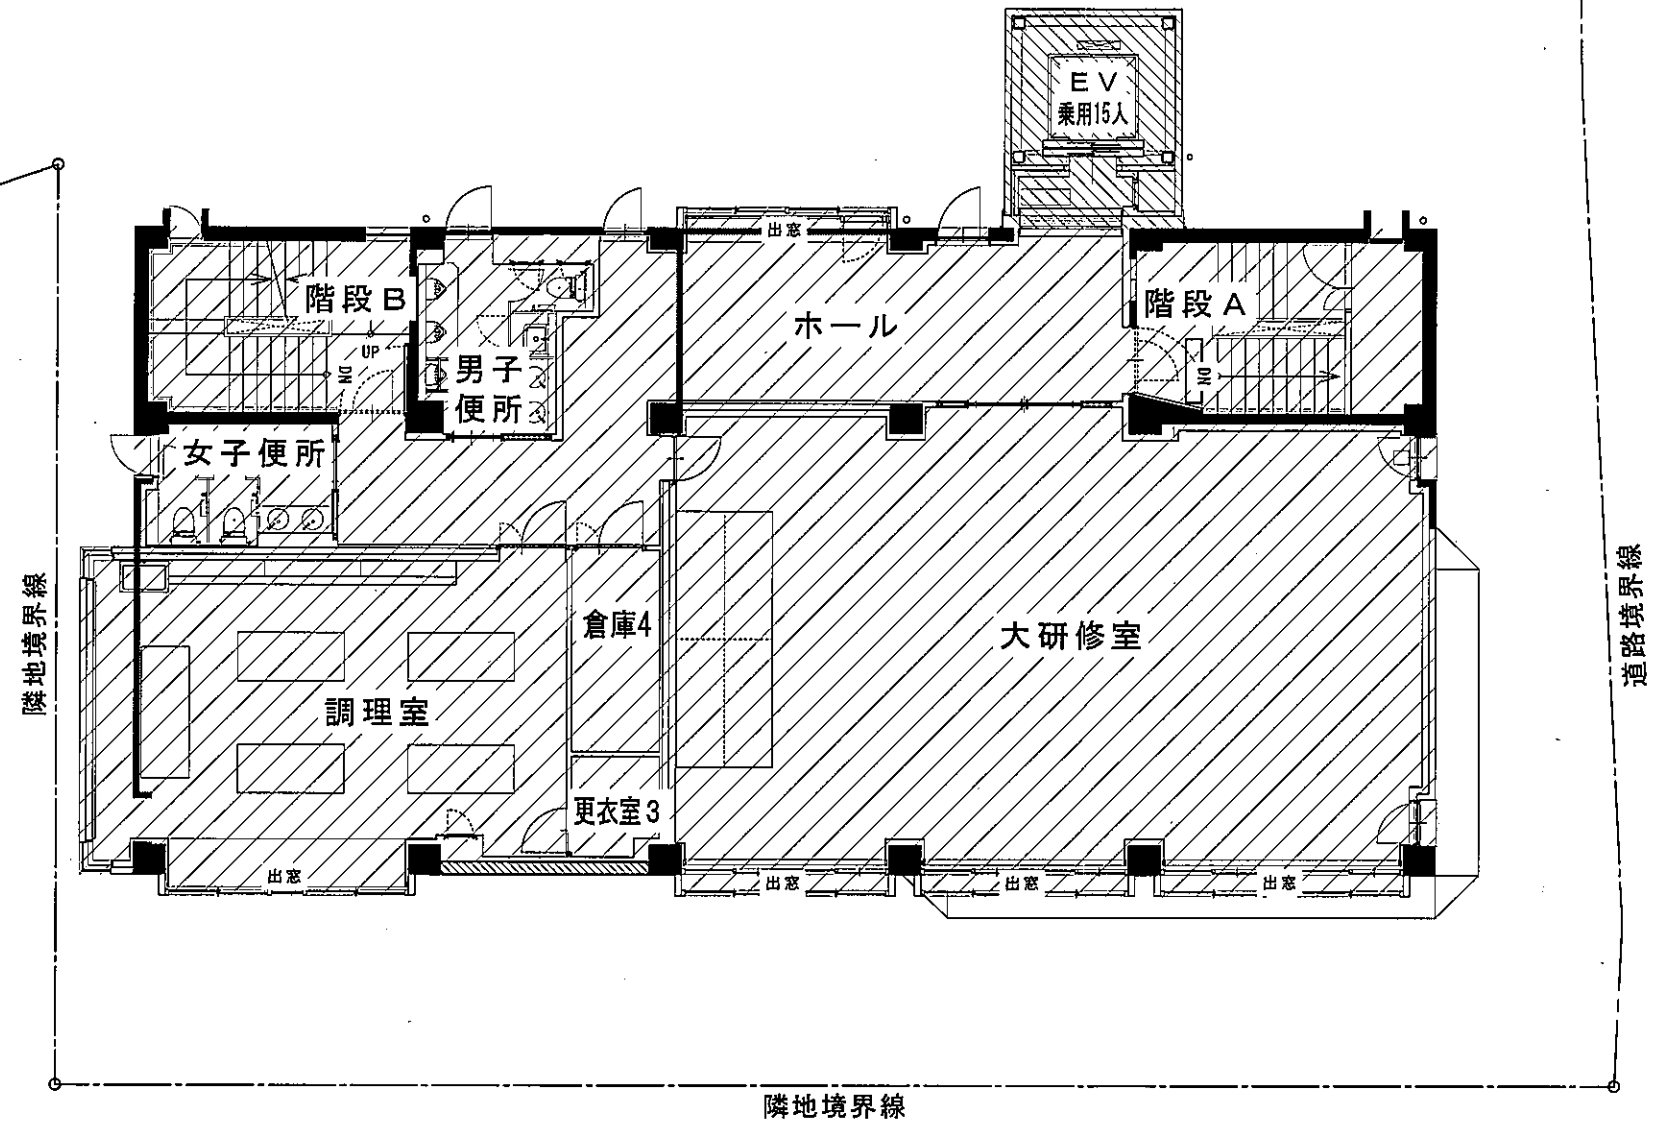 EV
乗用15人
出窓
階段B
ホール
階段A
UP
DN
男子
便所
DN
女子便所
隣地境界線
道路境界線
倉庫4
大研修室
調理室
更衣室3
出窓
出窓
出窓
出窓
隣地境界線